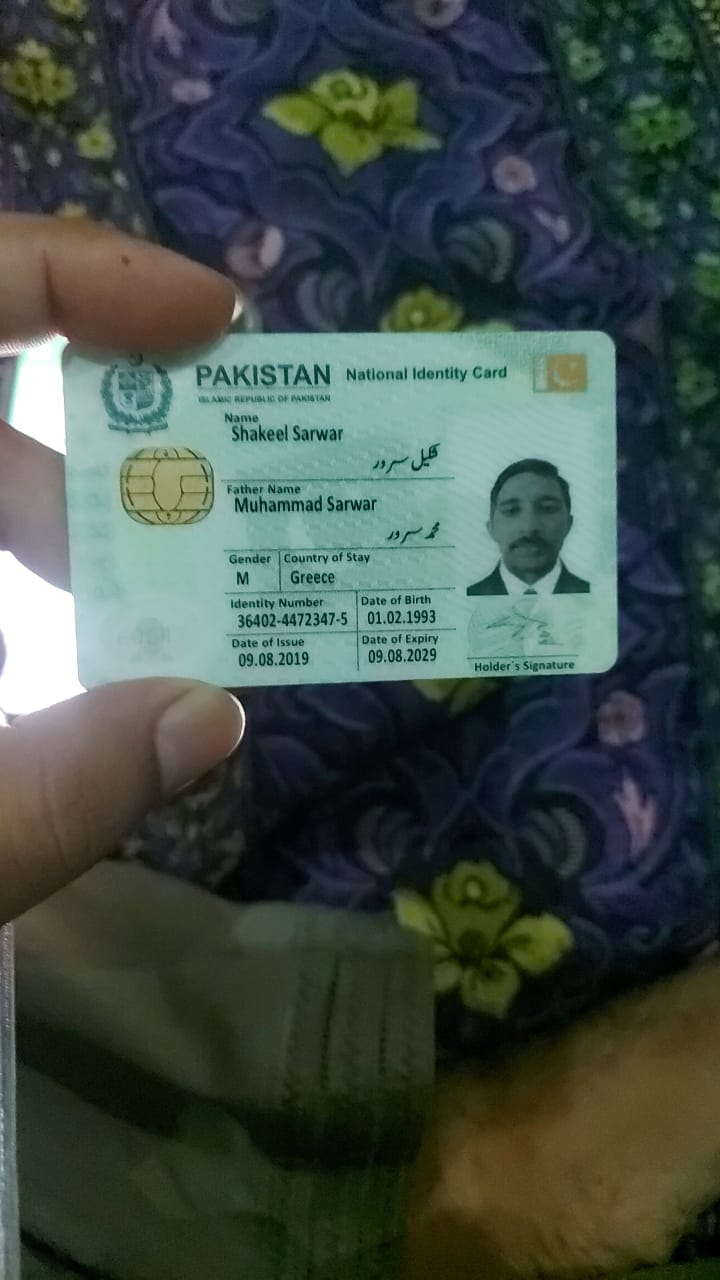 PAKISTAN National Identity Card
ISLAMIC REPUBLIC OF PAKISTAN
Name
Shakeel Sarwar
شکیل سرور
Father Name
Muhammad Sarwar
محمد سرور
Gender Country of Stay
M Greece
Identity Number Date of Birth
36402-4472347-5 01.02.1993
Date of Issue Date of Expiry
09.08.2019 09.08.2029
Holder's Signature